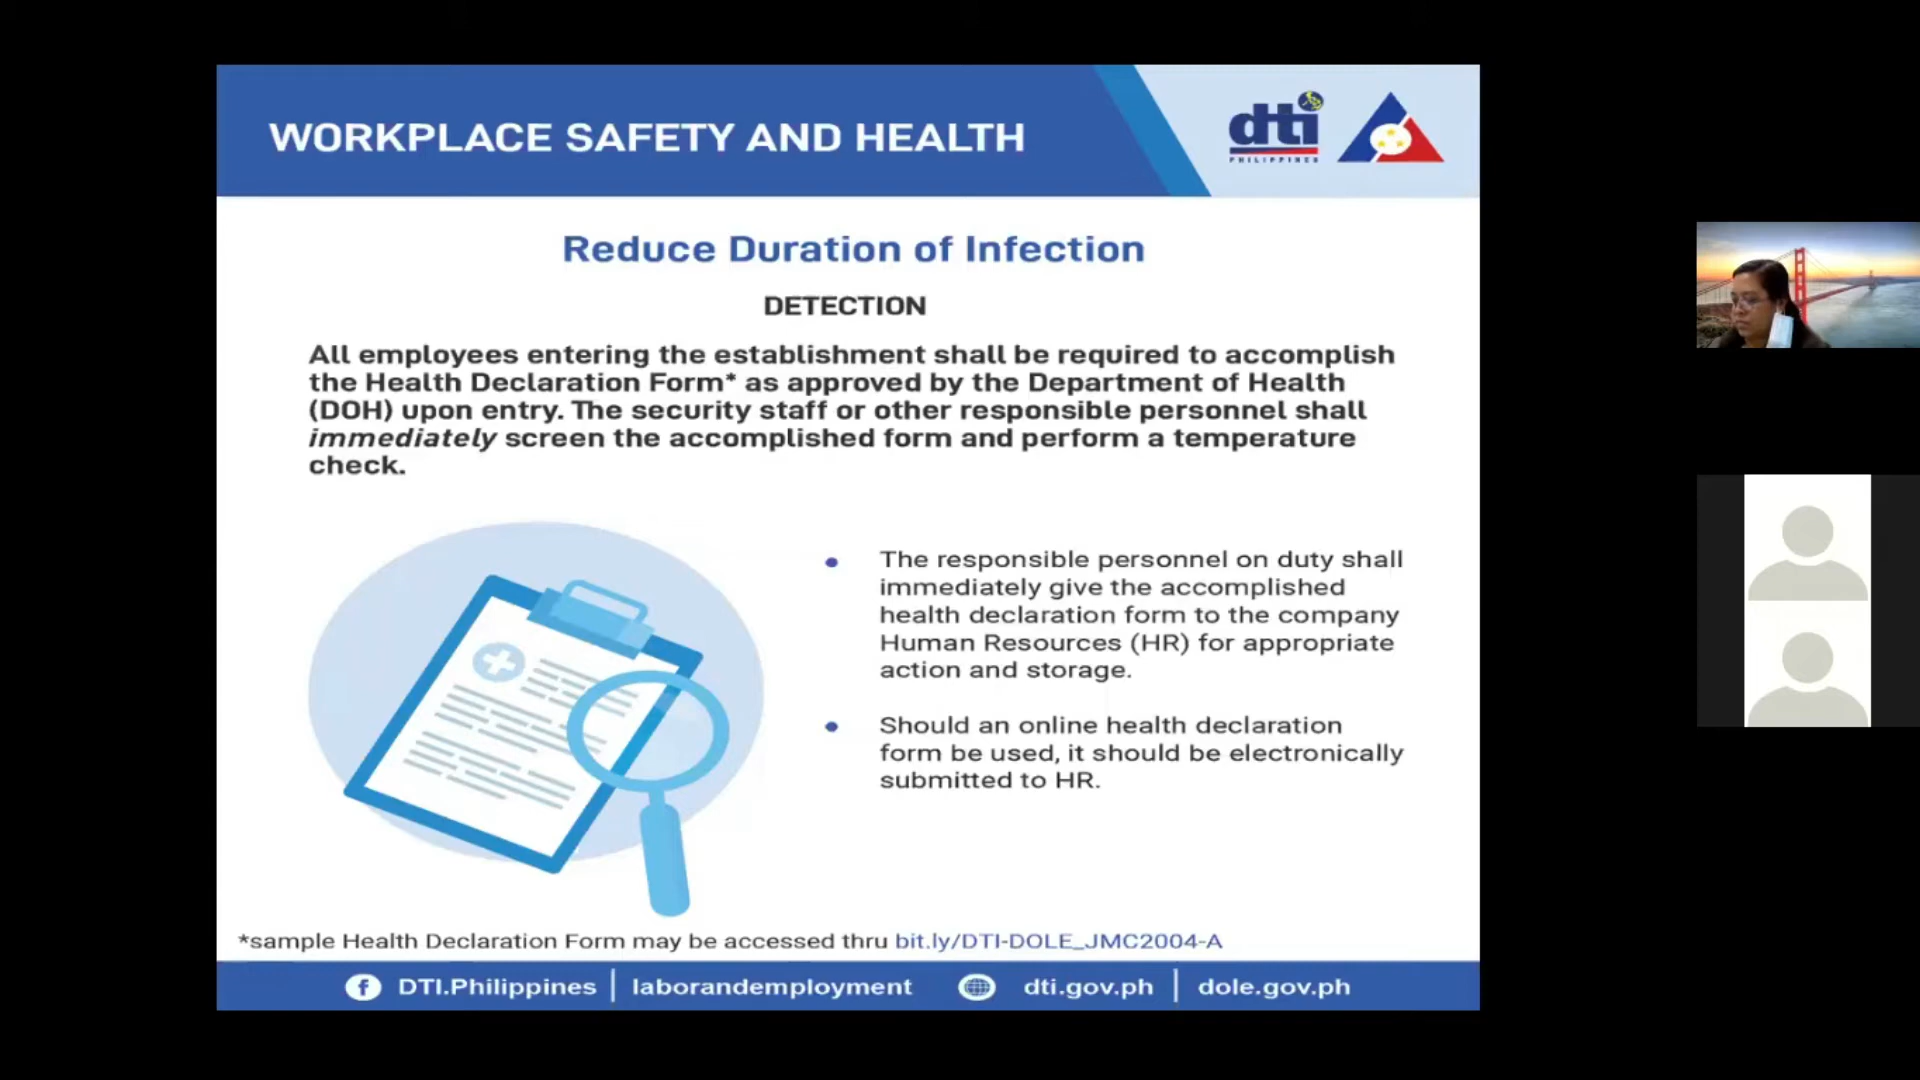 WORKPLACE SAFETY AND HEALTH
dti
PHILIPPINES
Reduce Duration of Infection
DETECTION
All employees entering the establishment shall be required to accomplish
the Health Declaration Form* as approved by the Department of Health
(DOH) upon entry. The security staff or other responsible personnel shall
immediately screen the accomplished form and perform a temperature
check.
• The responsible personnel on duty shall
immediately give the accomplished
health declaration form to the company
Human Resources (HR) for appropriate
action and storage.
• Should an online health declaration
form be used, it should be electronically
submitted to HR.
*sample Health Declaration Form may be accessed thru bit.ly/DTI-DOLE_JMC2004-A
f DTI.Philippines | laborandemployment dti.gov.ph | dole.gov.ph